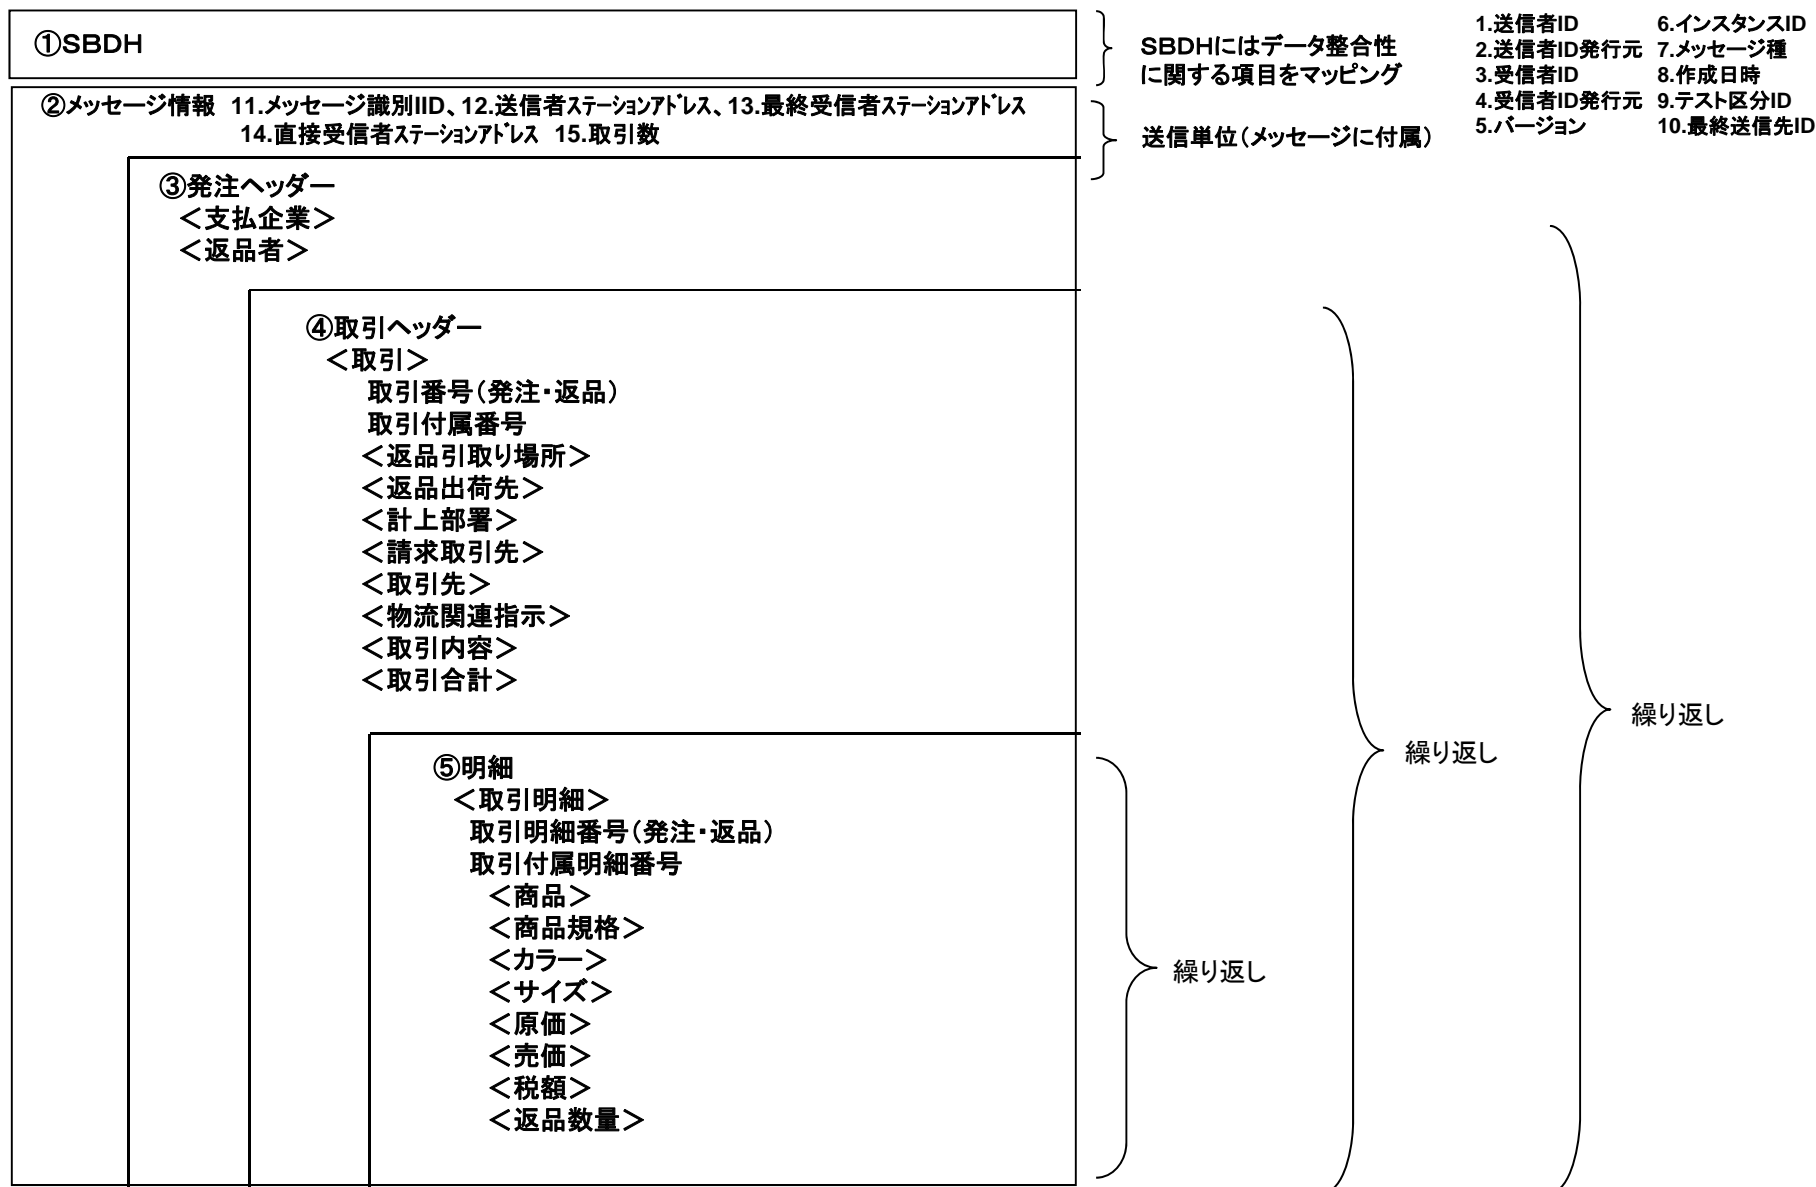 ①SBDH
SBDHにはデータ整合性
に関する項目をマッピング
1.送信者ID 6.インスタンスID
2.送信者ID発行元 7.メッセージ種
3.受信者ID 8.作成日時
4.受信者ID発行元 9.テスト区分ID
5.バージョン 10.最終送信先ID
②メッセージ情報 11.メッセージ識別IID、12.送信者ステーションアドレス、13.最終受信者ステーションアドレス
14.直接受信者ステーションアドレス 15.取引数
送信単位(メッセージに付属)
③発注ヘッダー
<支払企業>
<返品者>
④取引ヘッダー
<取引>
取引番号(発注・返品)
取引付属番号
<返品引取り場所>
<返品出荷先>
<計上部署>
<請求取引先>
<取引先>
<物流関連指示>
<取引内容>
<取引合計>
⑤明細
<取引明細>
取引明細番号(発注・返品)
取引付属明細番号
<商品>
<商品規格>
<カラー>
<サイズ>
<原価>
<売価>
<税額>
<返品数量>
繰り返し
繰り返し
繰り返し